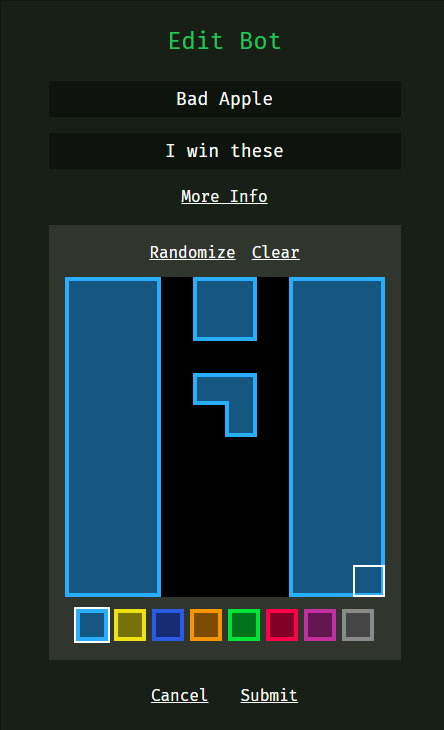 Edit Bot
Bad Apple
I win these
More Info
Randomize Clear
Cancel Submit